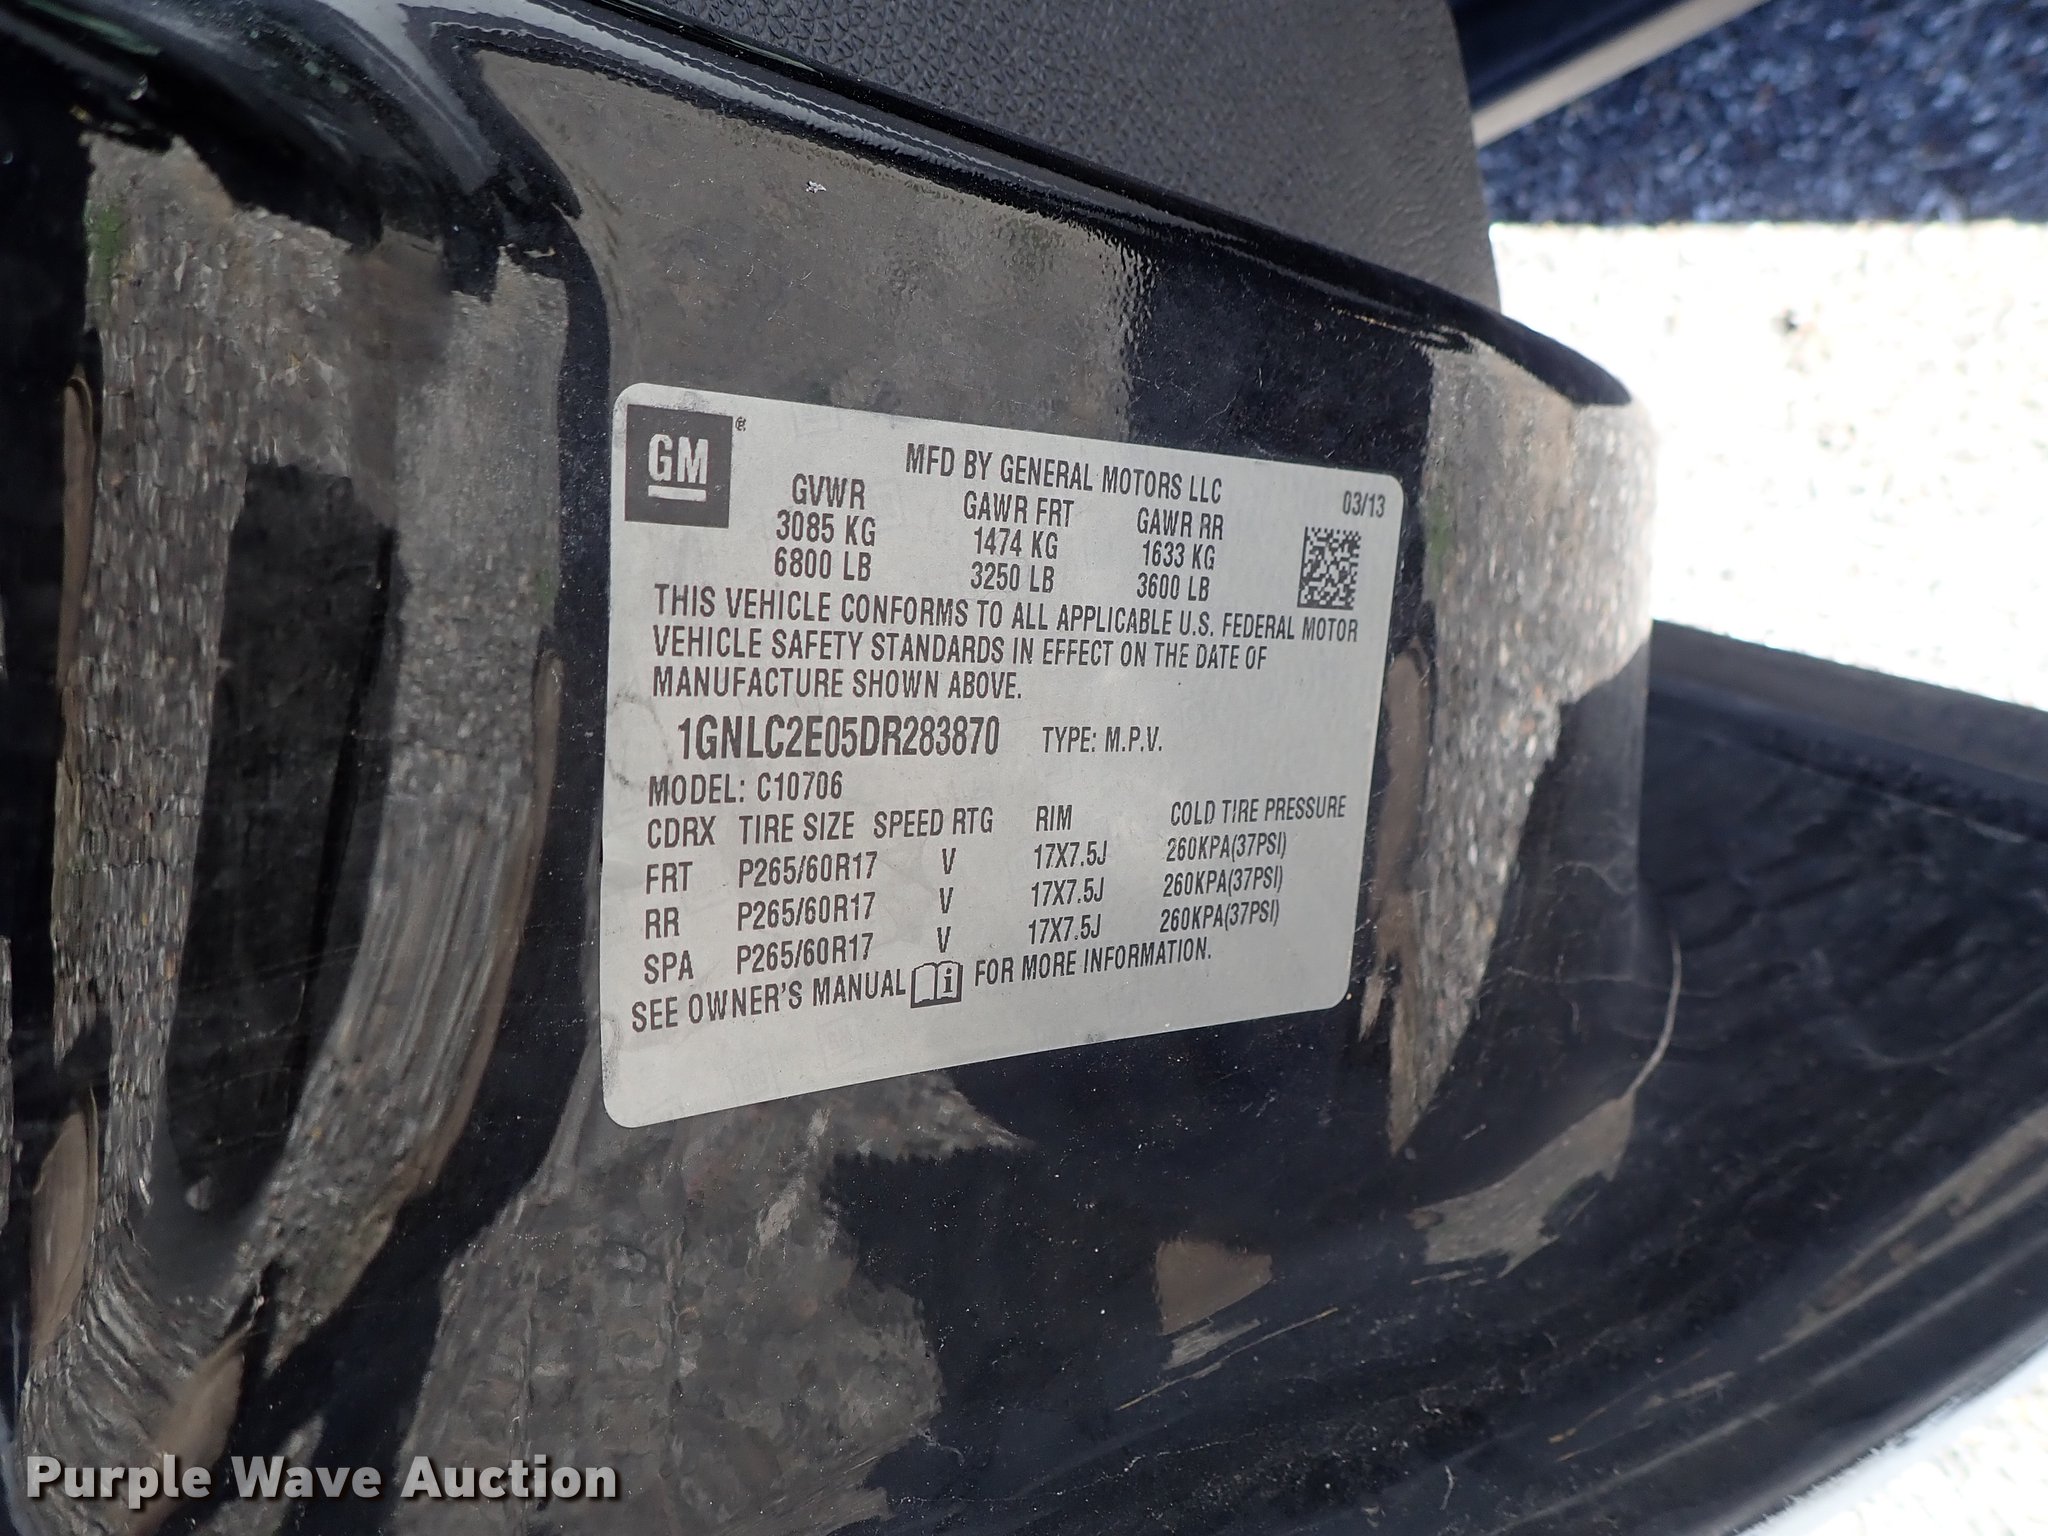 GM ®
MFD BY GENERAL MOTORS LLC
03/13
GVWR GAWR FRT GAWR RR
3085 KG 1474 KG 1633 KG
6800 LB 3250 LB 3600 LB
THIS VEHICLE CONFORMS TO ALL APPLICABLE U.S. FEDERAL MOTOR
VEHICLE SAFETY STANDARDS IN EFFECT ON THE DATE OF
MANUFACTURE SHOWN ABOVE.
1GNLC2E05DR283870 TYPE: M.P.V.
MODEL: C10706
CDRX TIRE SIZE SPEED RTG RIM COLD TIRE PRESSURE
FRT P265/60R17 V 17X7.5J 260KPA(37PSI)
RR P265/60R17 V 17X7.5J 260KPA(37PSI)
SPA P265/60R17 V 17X7.5J 260KPA(37PSI)
SEE OWNER'S MANUAL i FOR MORE INFORMATION.
Purple Wave Auction